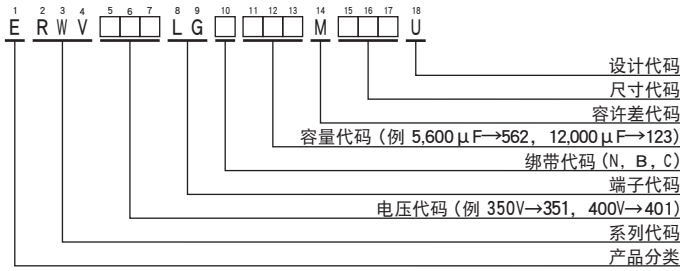 1 2 3 4 5 6 7 8 9 10 11 12 13 14 15 16 17 18
E RWV □□□ LG □ □□□ M □□□ U
设计代码
尺寸代码
容许差代码
容量代码 (例 5,600μF→562, 12,000μF→123)
绑带代码 (N, B, C)
端子代码
电压代码 (例 350V→351, 400V→401)
系列代码
产品分类